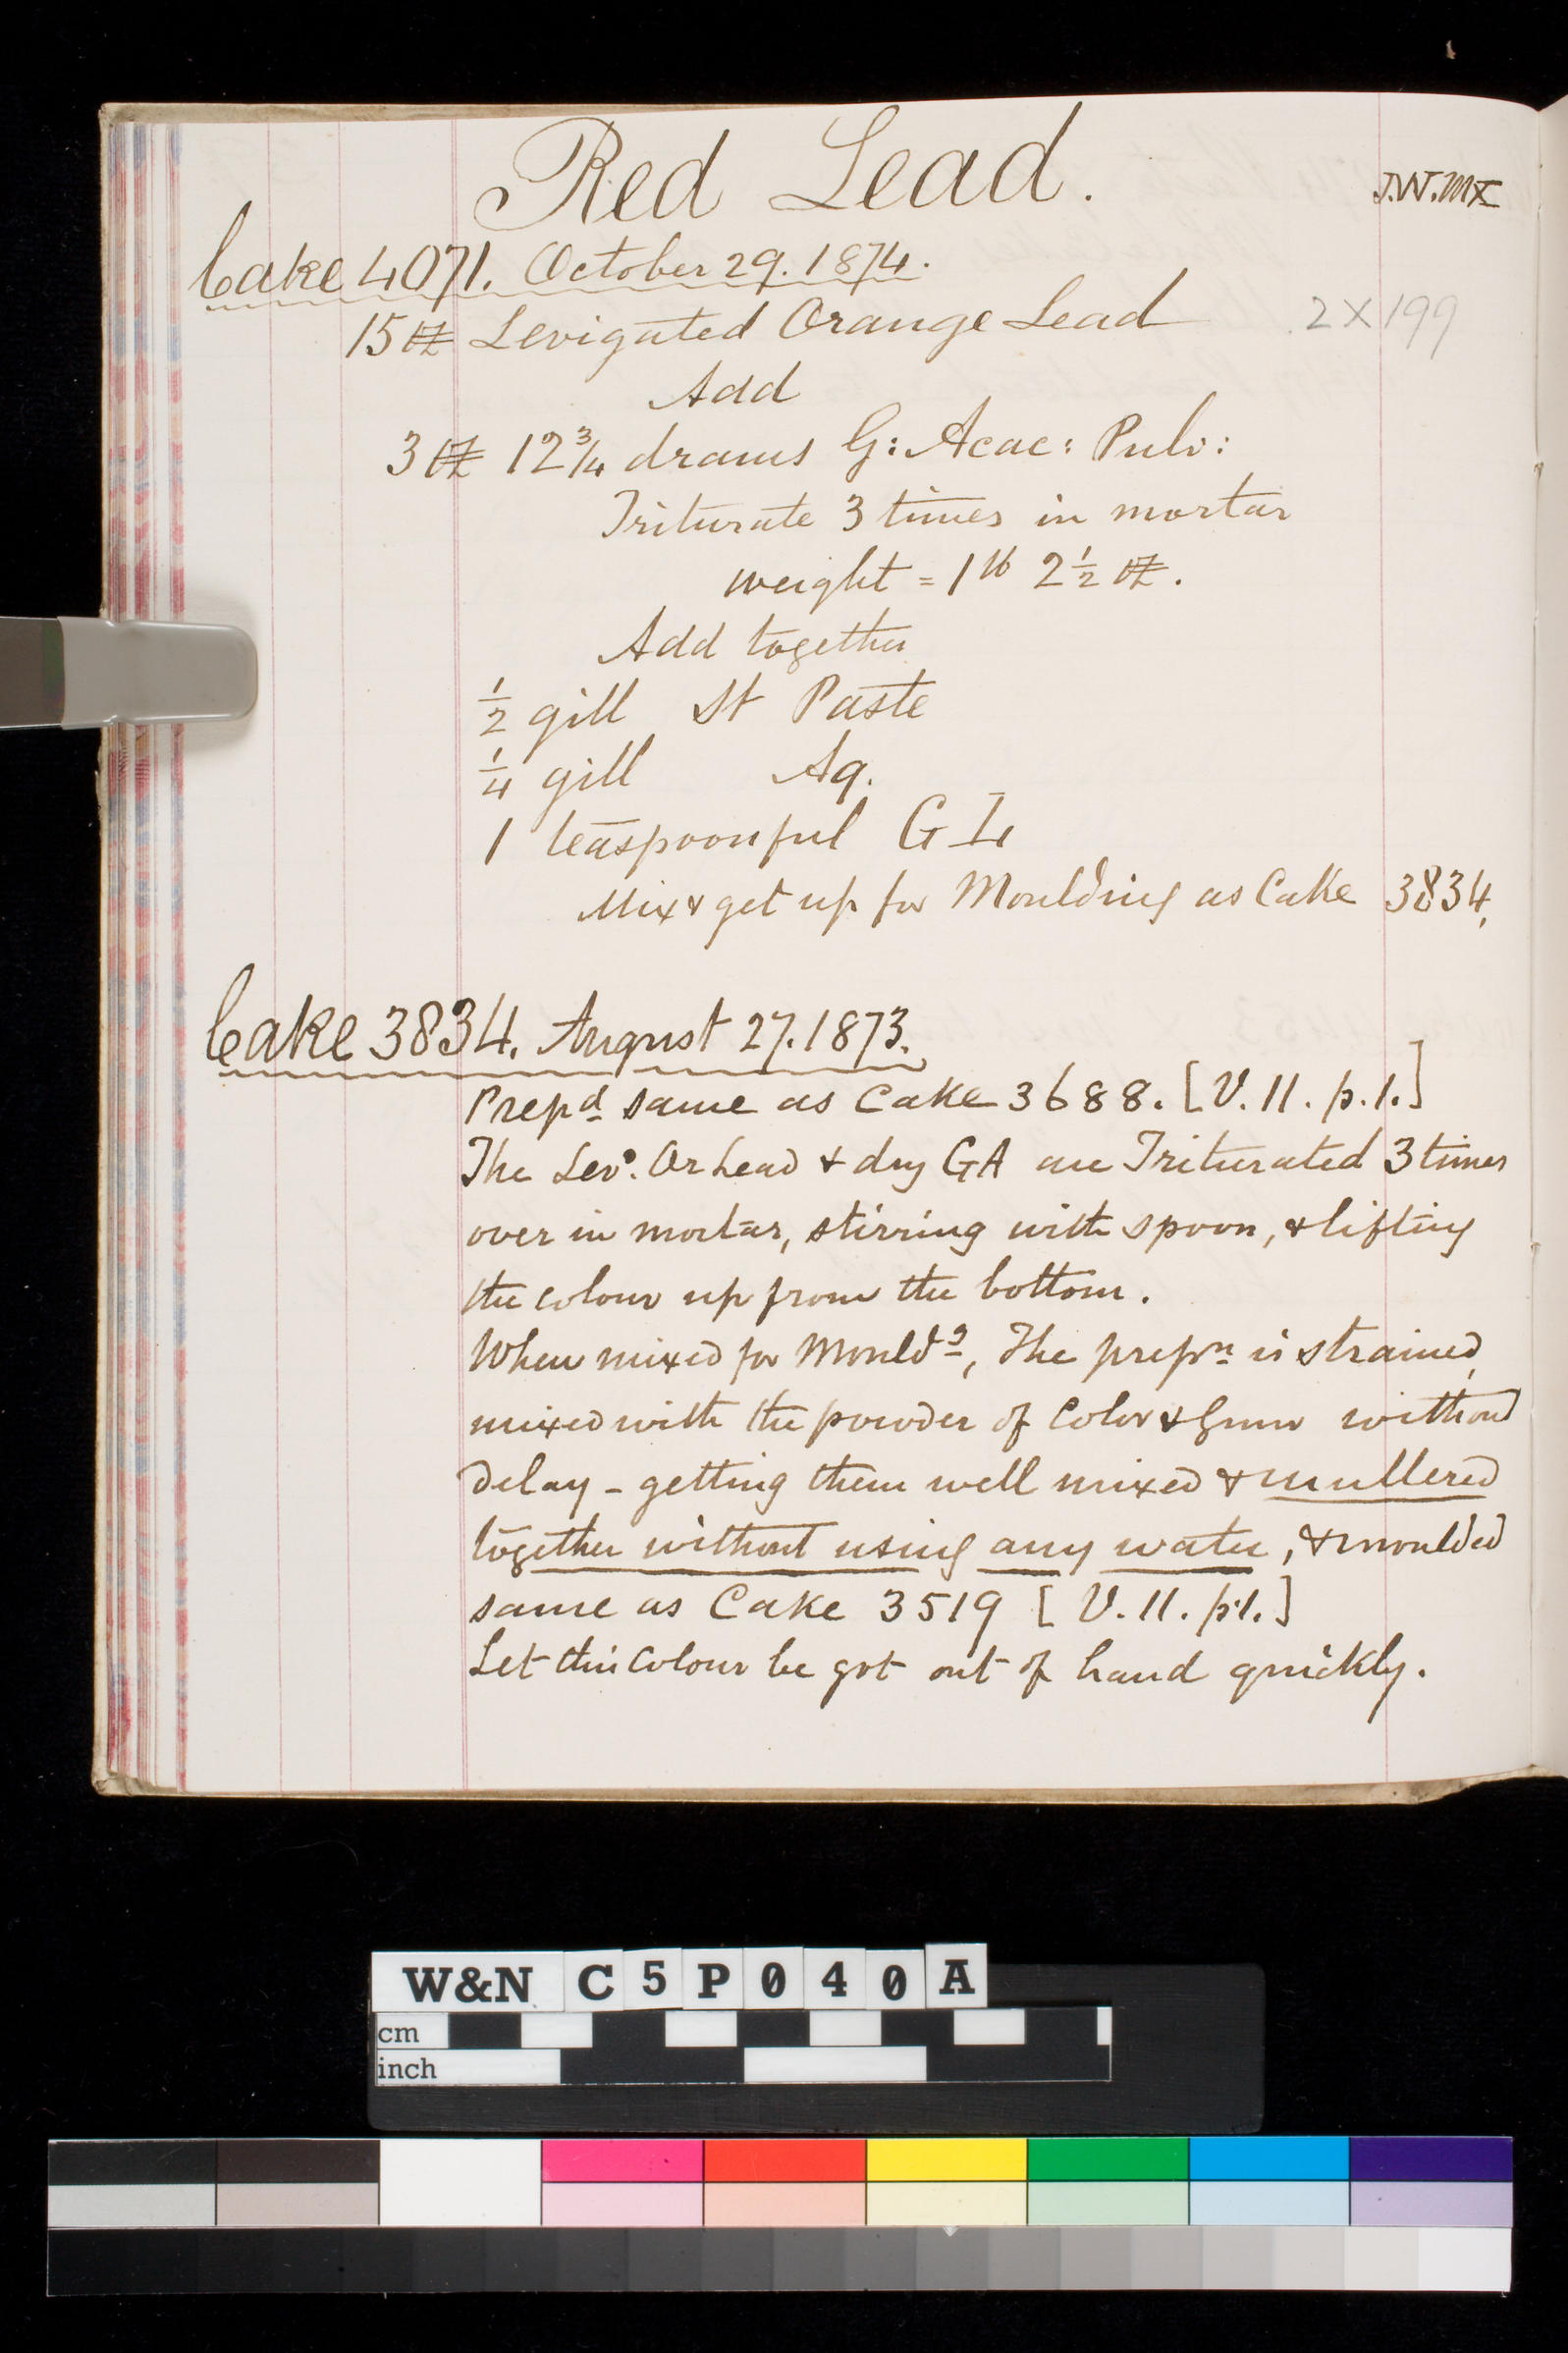 Red Lead.
J.W.MX
Cake 4071. October 29. 1874.
15 oz Levigated Orange Lead
2 X 199
Add
3 oz 12 3/4 drams G: Acac: Pulv:
Triturate 3 times in mortar
weight = 1 lb 2 1/2 oz.
Add together
1/2 gill St Paste
1/4 gill Aq.
1 teaspoonful G
Mix & get up for Moulding as Cake 3834.
Cake 3834. August 27. 1873.
Prepd same as Cake 3688. [V. 11. p. 1.]
The Levd. Or Lead & dry GA are Triturated 3 times
over in mortar, stirring with spoon, & lifting
the colour up from the bottom.
When mixed for Mouldg, The prepn is strained,
mixed with the powder of Color & Gum without
delay - getting them well mixed & mullered
together without using any water, & moulded
same as Cake 3519 [V. 11. p. 1.]
Let this Colour be got out of hand quickly.
W&N C5P040A
cm
inch